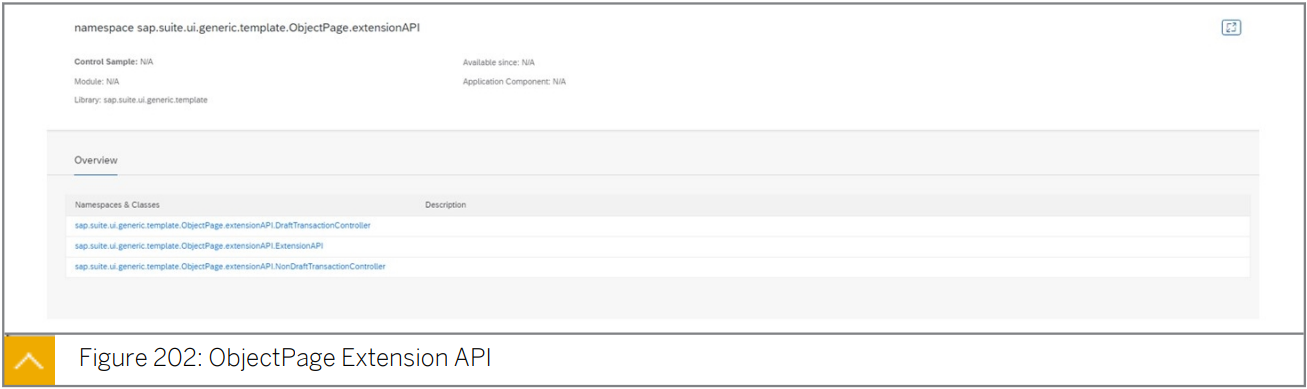 namespace sap.suite.ui.generic.template.ObjectPage.extensionAPI
Control Sample: N/A
Available since: N/A
Module: N/A
Application Component: N/A
Library: sap.suite.ui.generic.template
Overview
Namespaces & Classes
Description
sap.suite.ui.generic.template.ObjectPage.extensionAPI.DraftTransactionController
sap.suite.ui.generic.template.ObjectPage.extensionAPI.ExtensionAPI
sap.suite.ui.generic.template.ObjectPage.extensionAPI.NonDraftTransactionController
Figure 202: ObjectPage Extension API